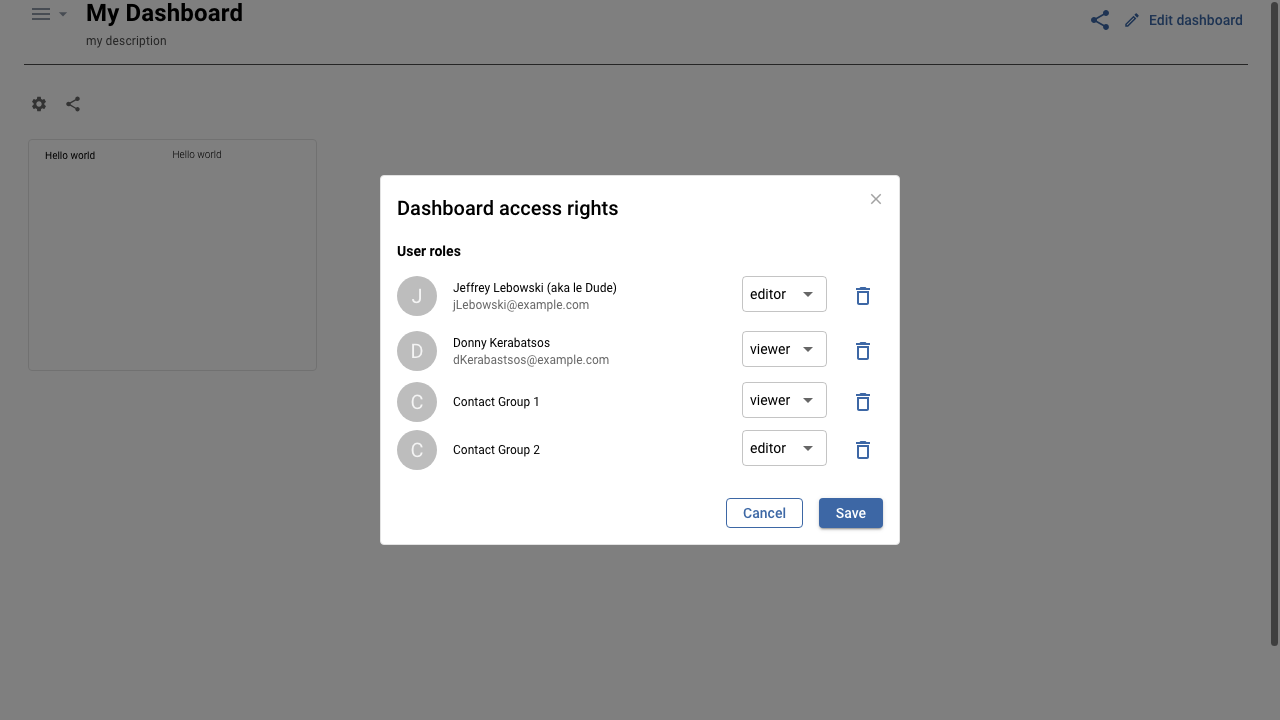 My Dashboard
my description
Edit dashboard
Hello world
Hello world
Dashboard access rights
User roles
J
Jeffrey Lebowski (aka le Dude)
jLebowski@example.com
editor
D
Donny Kerabatsos
dKerabastsos@example.com
viewer
C
Contact Group 1
viewer
C
Contact Group 2
editor
Cancel
Save